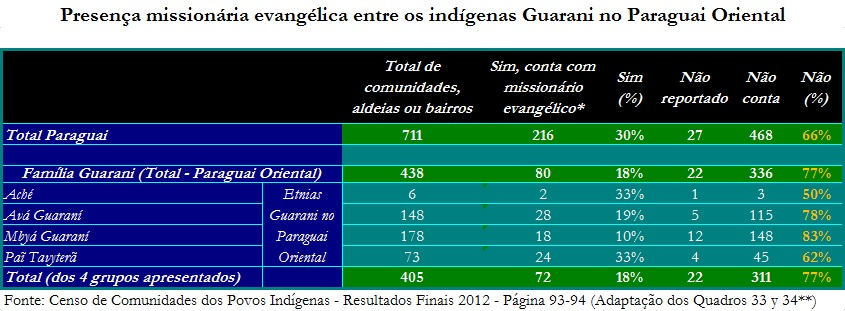 Presença missionária evangélica entre os indígenas Guarani no Paraguai Oriental
Total de comunidades, aldeias ou bairros Sim, conta com missionário evangélico* Sim (%) Não reportado Não conta Não (%)
Total Paraguai 711 216 30% 27 468 66%
Família Guarani (Total - Paraguai Oriental) 438 80 18% 22 336 77%
Aché Etnias 6 2 33% 1 3 50%
Avá Guaraní Guarani no 148 28 19% 5 115 78%
Mbyá Guaraní Paraguai 178 18 10% 12 148 83%
Paĩ Tavyterã Oriental 73 24 33% 4 45 62%
Total (dos 4 grupos apresentados) 405 72 18% 22 311 77%
Fonte: Censo de Comunidades dos Povos Indígenas - Resultados Finais 2012 - Página 93-94 (Adaptação dos Quadros 33 y 34**)